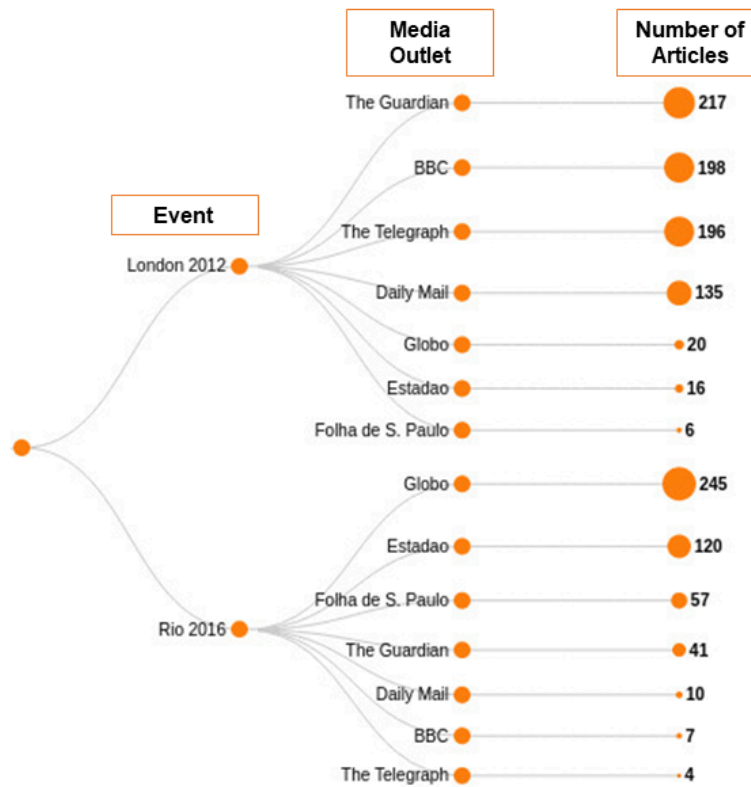 Media
Outlet
Number of
Articles
The Guardian 217
BBC 198
Event
The Telegraph 196
London 2012
Daily Mail 135
Globo 20
Estadao 16
Folha de S. Paulo 6
Globo 245
Estadao 120
Folha de S. Paulo 57
Rio 2016
The Guardian 41
Daily Mail 10
BBC 7
The Telegraph 4